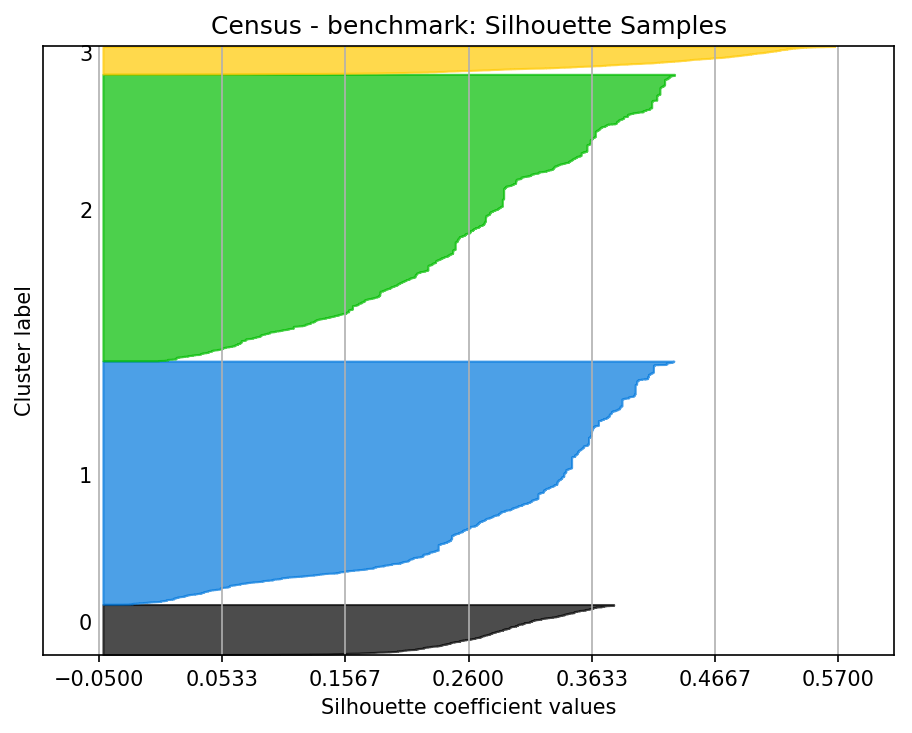 Census - benchmark: Silhouette Samples
3
2
1
0
Cluster label
−0.0500 0.0533 0.1567 0.2600 0.3633 0.4667 0.5700
Silhouette coefficient values